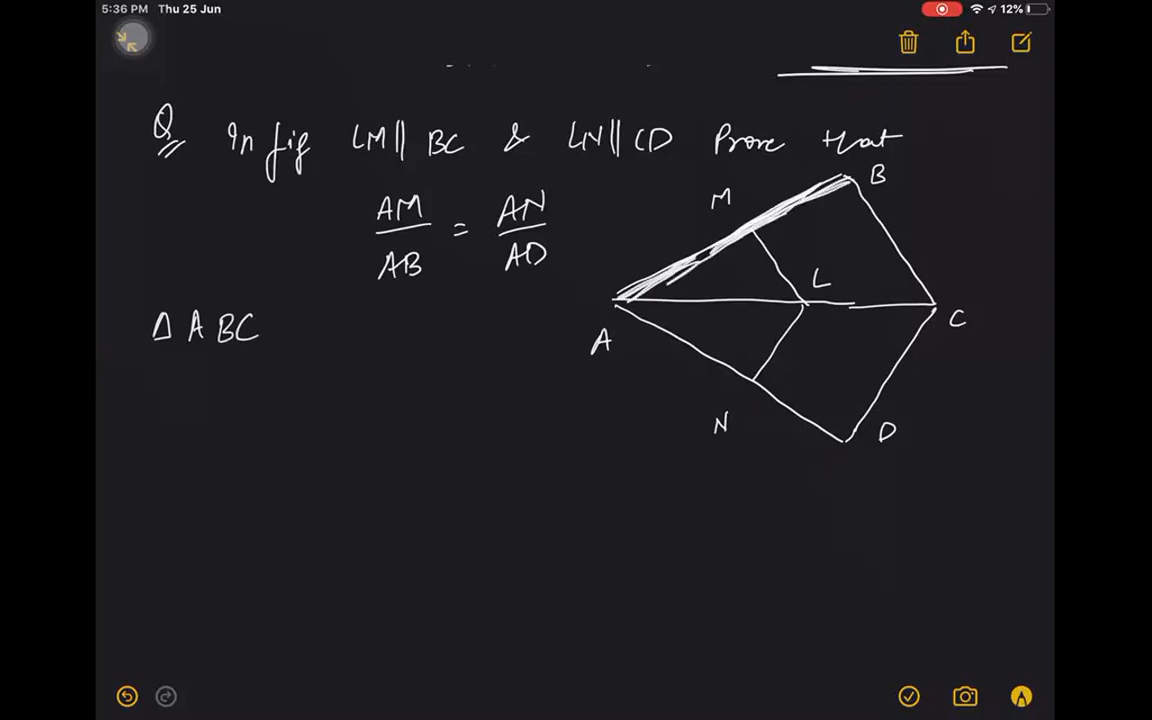 5:36 PM Thu 25 Jun 12%
Q In fig LM || BC & LN || CD Prove that
AM/AB = AN/AD
B
M
L
Δ ABC
C
A
N
D